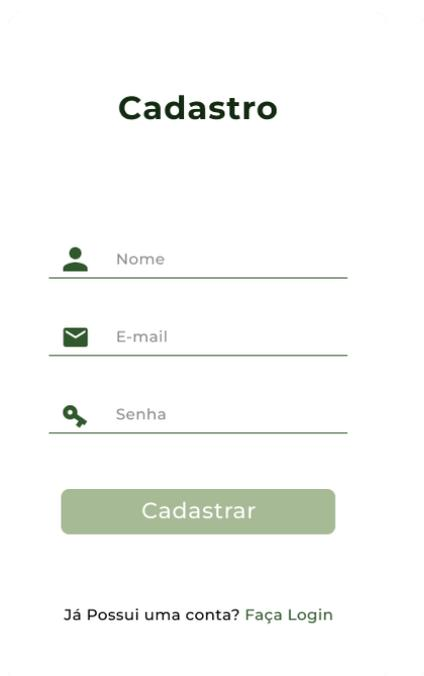 Cadastro
Nome
E-mail
Senha
Cadastrar
Já Possui uma conta? Faça Login